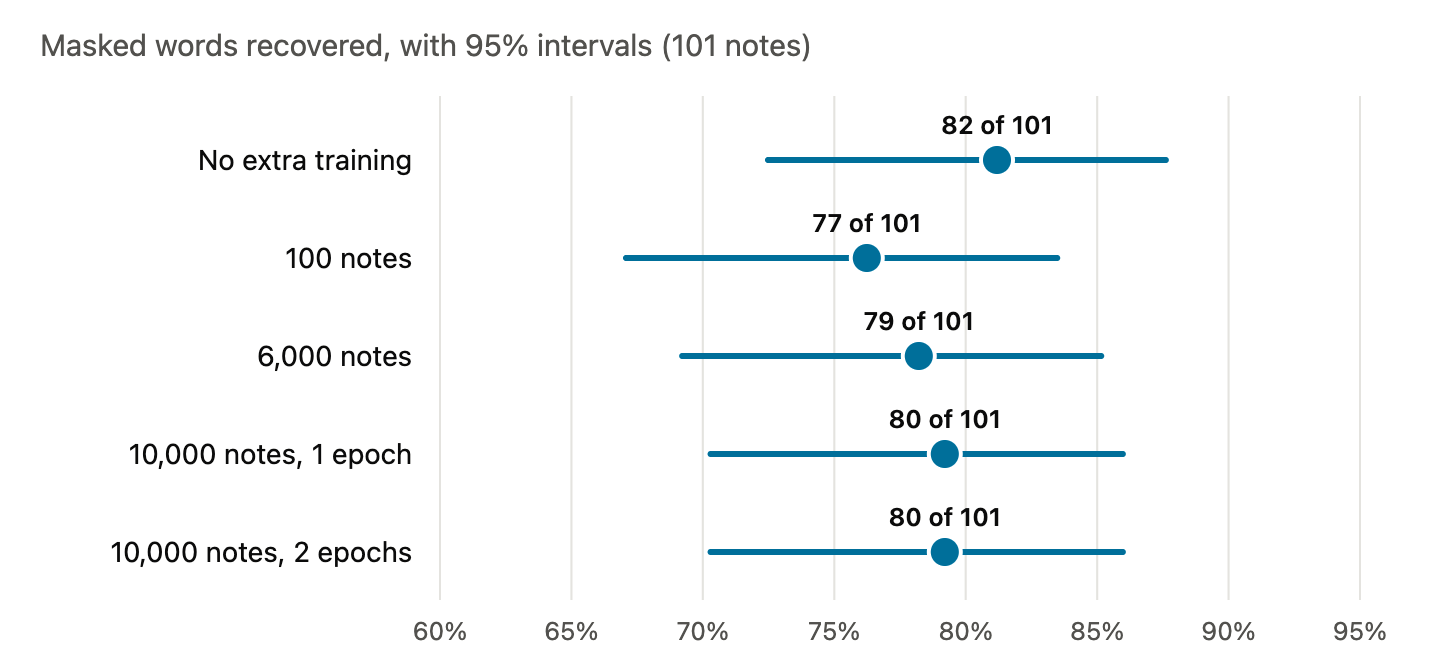 Masked words recovered, with 95% intervals (101 notes)
82 of 101
No extra training
77 of 101
100 notes
79 of 101
6,000 notes
80 of 101
10,000 notes, 1 epoch
80 of 101
10,000 notes, 2 epochs
60% 65% 70% 75% 80% 85% 90% 95%